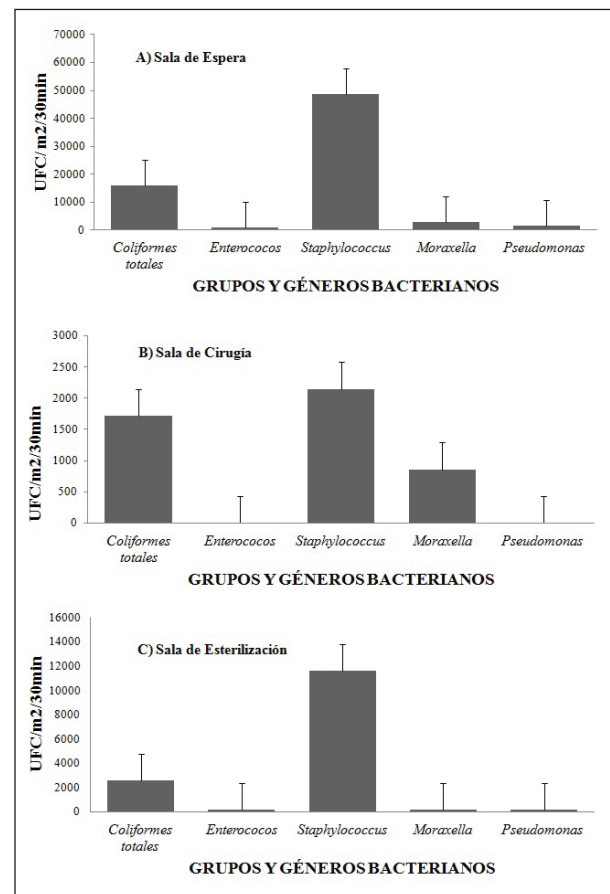 A) Sala de Espera
UFC/ m2/30min
70000
60000
50000
40000
30000
20000
10000
0
Coliformes totales
Enterococos
Staphylococcus
Moraxella
Pseudomonas
GRUPOS Y GÉNEROS BACTERIANOS
B) Sala de Cirugía
UFC/m2/30min
3000
2500
2000
1500
1000
500
0
Coliformes totales
Enterococos
Staphylococcus
Moraxella
Pseudomonas
GRUPOS Y GÉNEROS BACTERIANOS
C) Sala de Esterilización
UFC/m2/30min
16000
14000
12000
10000
8000
6000
4000
2000
0
Coliformes totales
Enterococos
Staphylococcus
Moraxella
Pseudomonas
GRUPOS Y GÉNEROS BACTERIANOS